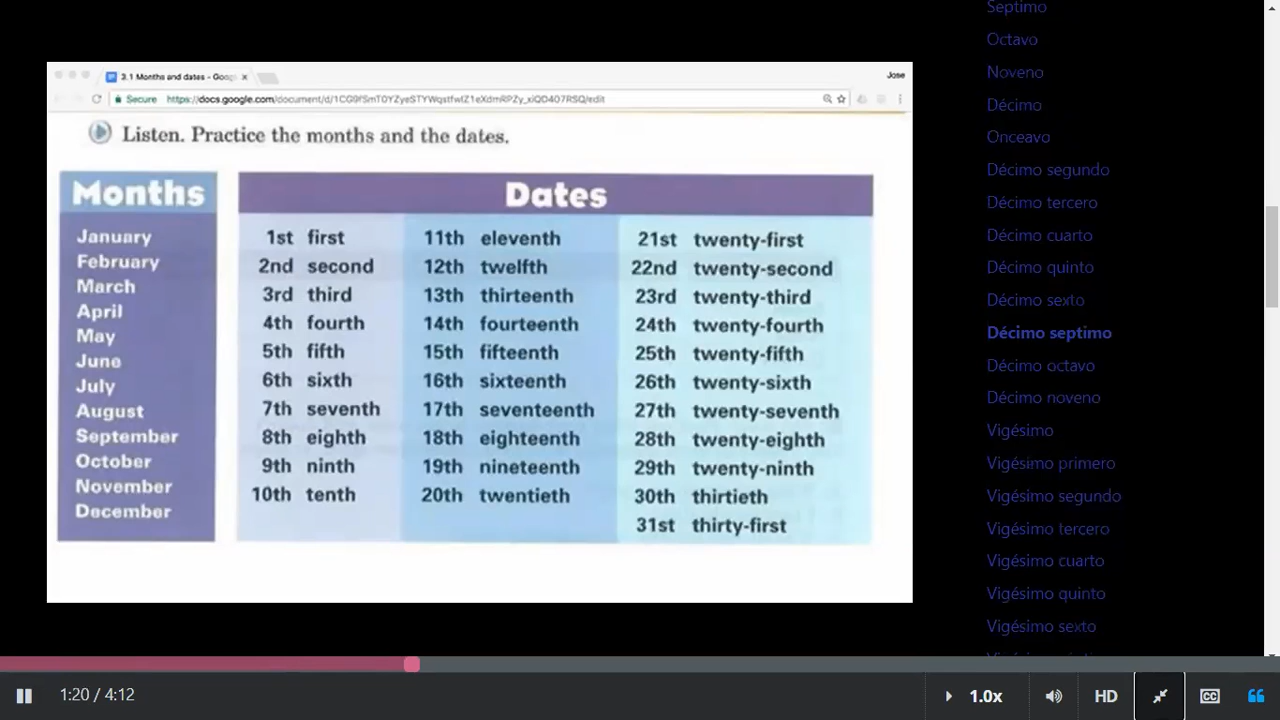 3.1 Months and dates - Goog
Jose
Secure
Listen. Practice the months and the dates.
Months
January
February
March
April
May
June
July
August
September
October
November
December
Dates
1st first
2nd second
3rd third
4th fourth
5th fifth
6th sixth
7th seventh
8th eighth
9th ninth
10th tenth
11th eleventh
12th twelfth
13th thirteenth
14th fourteenth
15th fifteenth
16th sixteenth
17th seventeenth
18th eighteenth
19th nineteenth
20th twentieth
21st twenty-first
22nd twenty-second
23rd twenty-third
24th twenty-fourth
25th twenty-fifth
26th twenty-sixth
27th twenty-seventh
28th twenty-eighth
29th twenty-ninth
30th thirtieth
31st thirty-first
Septimo
Octavo
Noveno
Décimo
Onceavo
Décimo segundo
Décimo tercero
Décimo cuarto
Décimo quinto
Décimo sexto
Décimo septimo
Décimo octavo
Décimo noveno
Vigésimo
Vigésimo primero
Vigésimo segundo
Vigésimo tercero
Vigésimo cuarto
Vigésimo quinto
Vigésimo sexto
1:20 / 4:12
1.0x
HD
CC